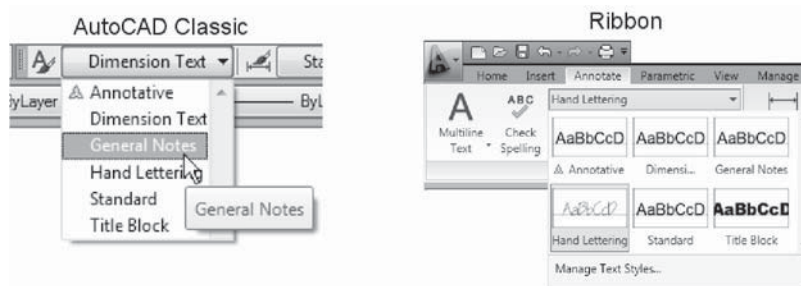 AutoCAD Classic
Dimension Text
Sta
yLayer
ByL
Annotative
Dimension Text
General Notes
Hand Lettering
Standard
Title Block
General Notes
Ribbon
Home Insert Annotate Parametric View Manage
A ABC Hand Lettering
Multiline Text
Check Spelling
AaBbCcD AaBbCcD AaBbCcD
Annotative Dimensi... General Notes
AaBbCcD AaBbCcD AaBbCcD
Hand Lettering Standard Title Block
Manage Text Styles...